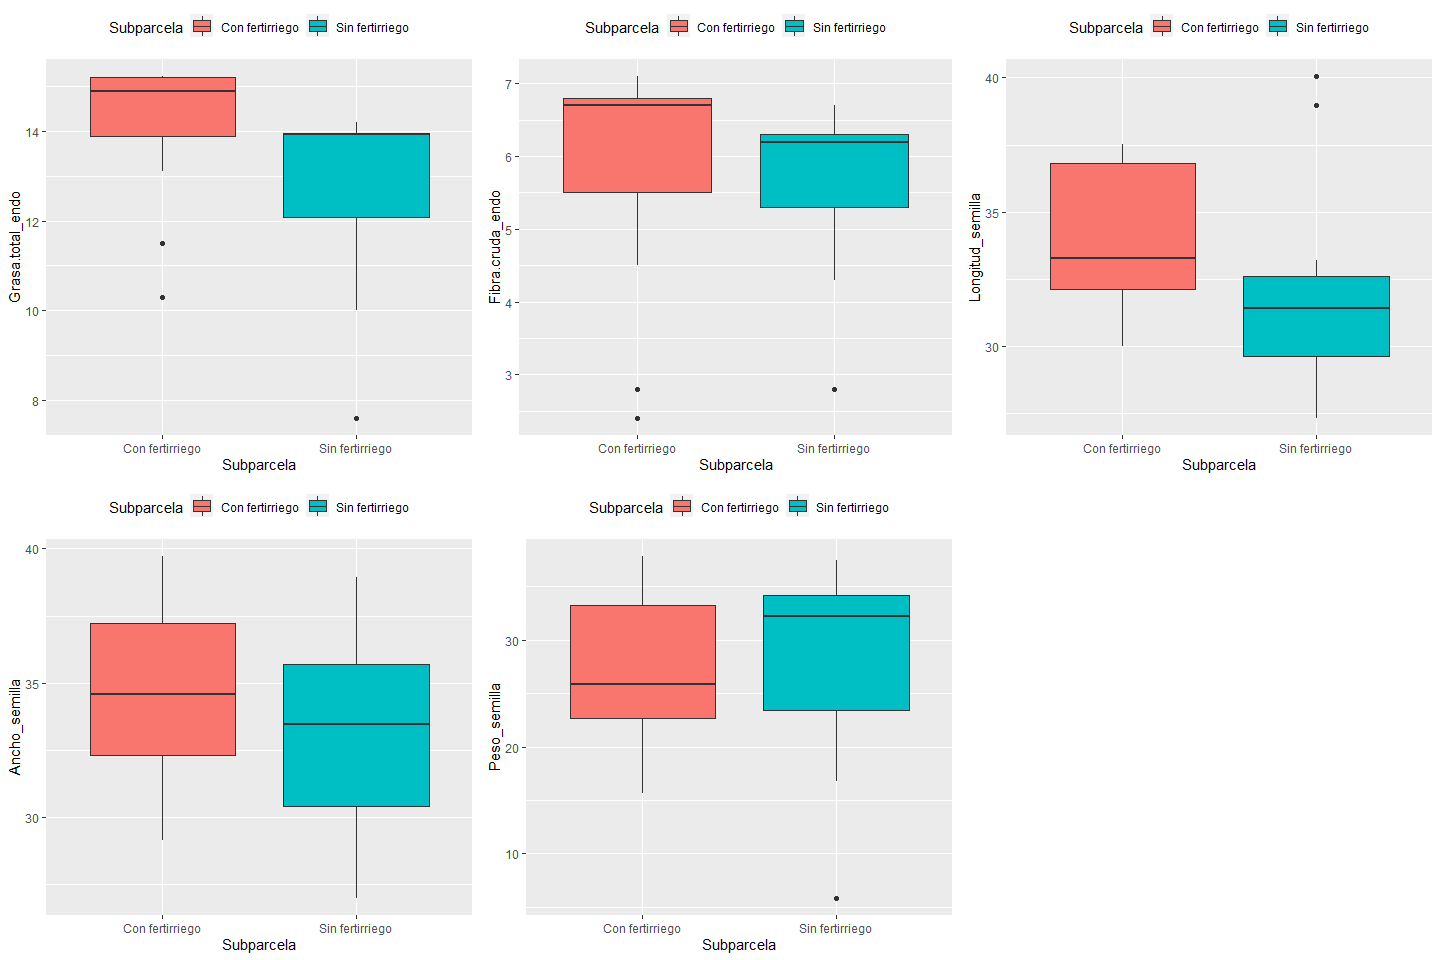 Subparcela Con fertirriego Sin fertirriego
Grasa.total_endo
14
12
10
8
Con fertirriego Sin fertirriego
Subparcela
Subparcela Con fertirriego Sin fertirriego
Fibra.cruda_endo
7
6
5
4
3
Con fertirriego Sin fertirriego
Subparcela
Subparcela Con fertirriego Sin fertirriego
Longitud_semilla
40
35
30
Con fertirriego Sin fertirriego
Subparcela
Subparcela Con fertirriego Sin fertirriego
Ancho_semilla
40
35
30
Con fertirriego Sin fertirriego
Subparcela
Subparcela Con fertirriego Sin fertirriego
Peso_semilla
30
20
10
Con fertirriego Sin fertirriego
Subparcela